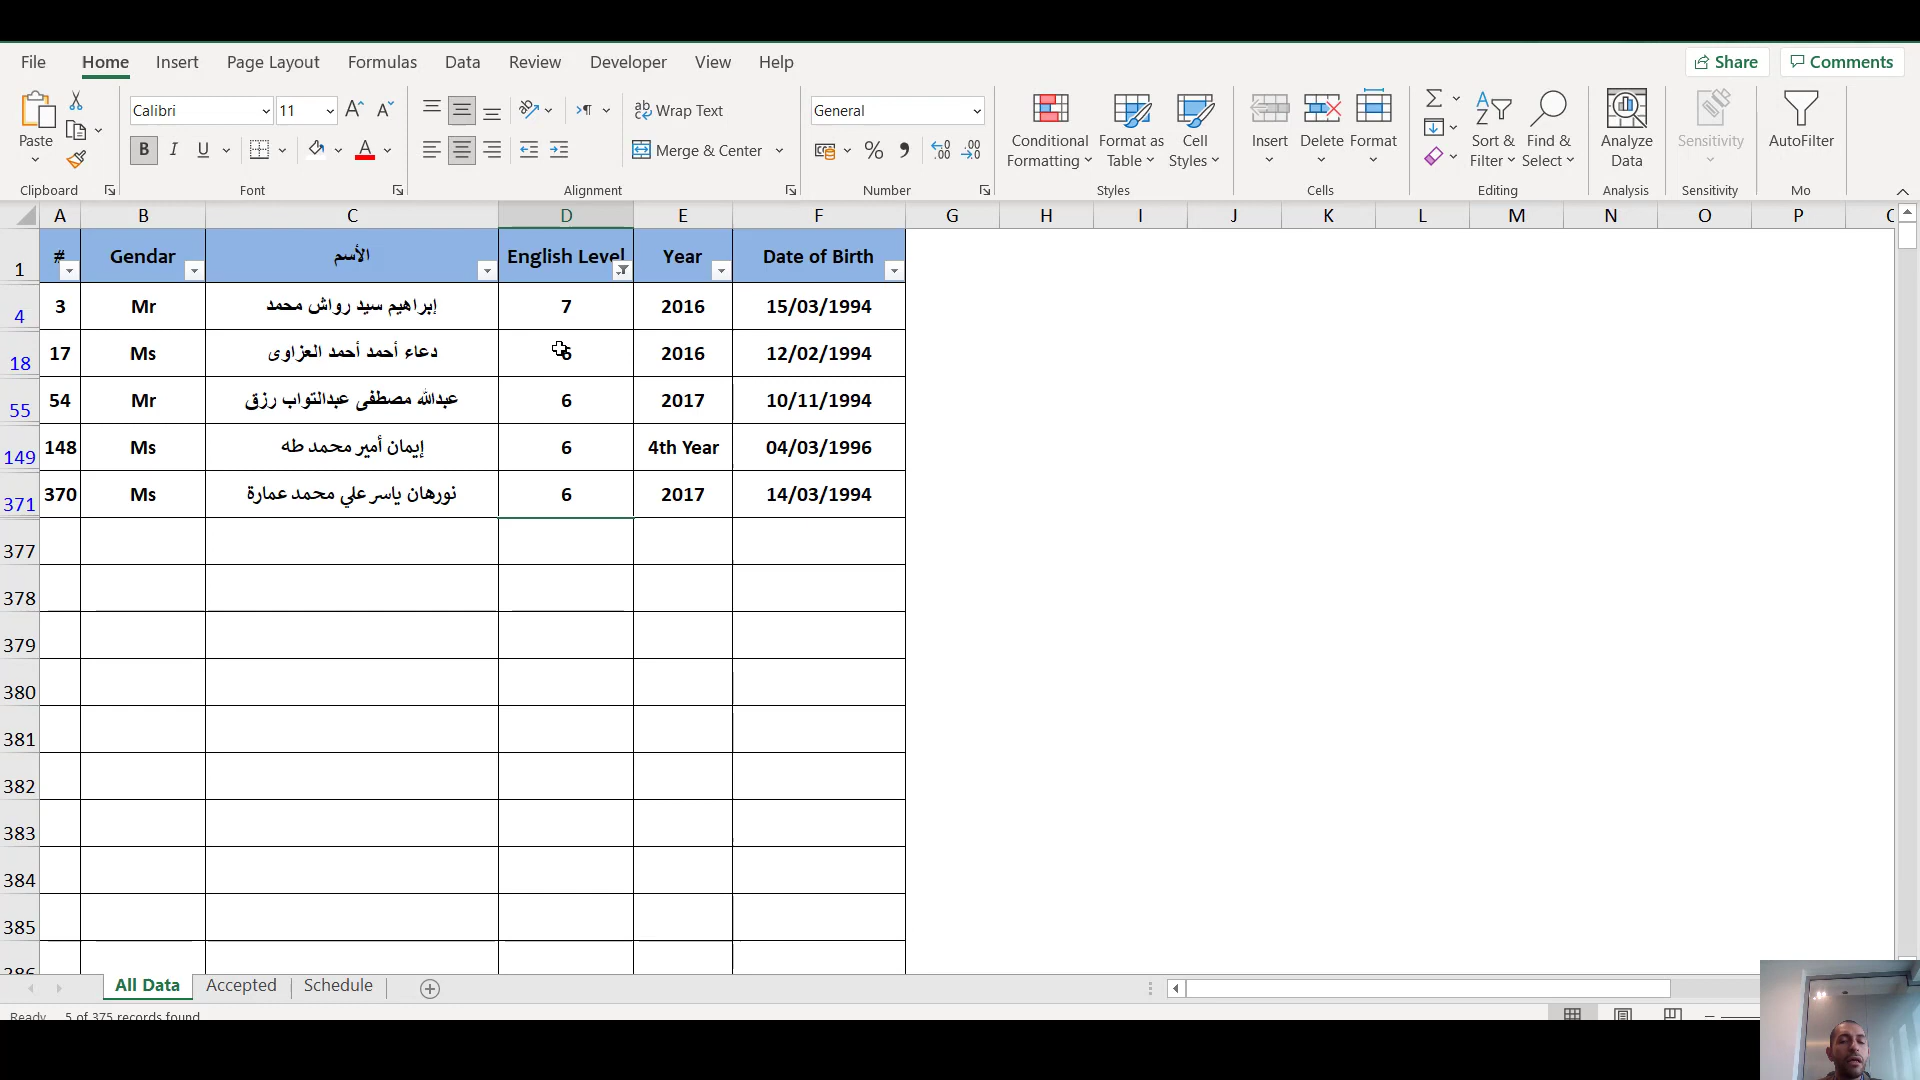 File Home Insert Page Layout Formulas Data Review Developer View Help Share Comments
Calibri 11 Wrap Text General
Paste Conditional Formatting Format as Table Cell Styles Insert Delete Format Sort & Filter Find & Select Analyze Data Sensitivity AutoFilter
B I U A Merge & Center %
Clipboard Font Alignment Number Styles Cells Editing Analysis Sensitivity Mo
A B C D E F G H I J K L M N O P
1 # Gendar الأسم English Level Year Date of Birth
4 3 Mr إبراهيم سيد رواش محمد 7 2016 15/03/1994
18 17 Ms دعاء أحمد أحمد العزاوى 6 2016 12/02/1994
55 54 Mr عبدالله مصطفى عبدالتواب رزق 6 2017 10/11/1994
149 148 Ms إيمان أمير محمد طه 6 4th Year 04/03/1996
371 370 Ms نورهان ياسر علي محمد عمارة 6 2017 14/03/1994
377
378
379
380
381
382
383
384
385
386
All Data Accepted Schedule
Ready 5 of 375 records found